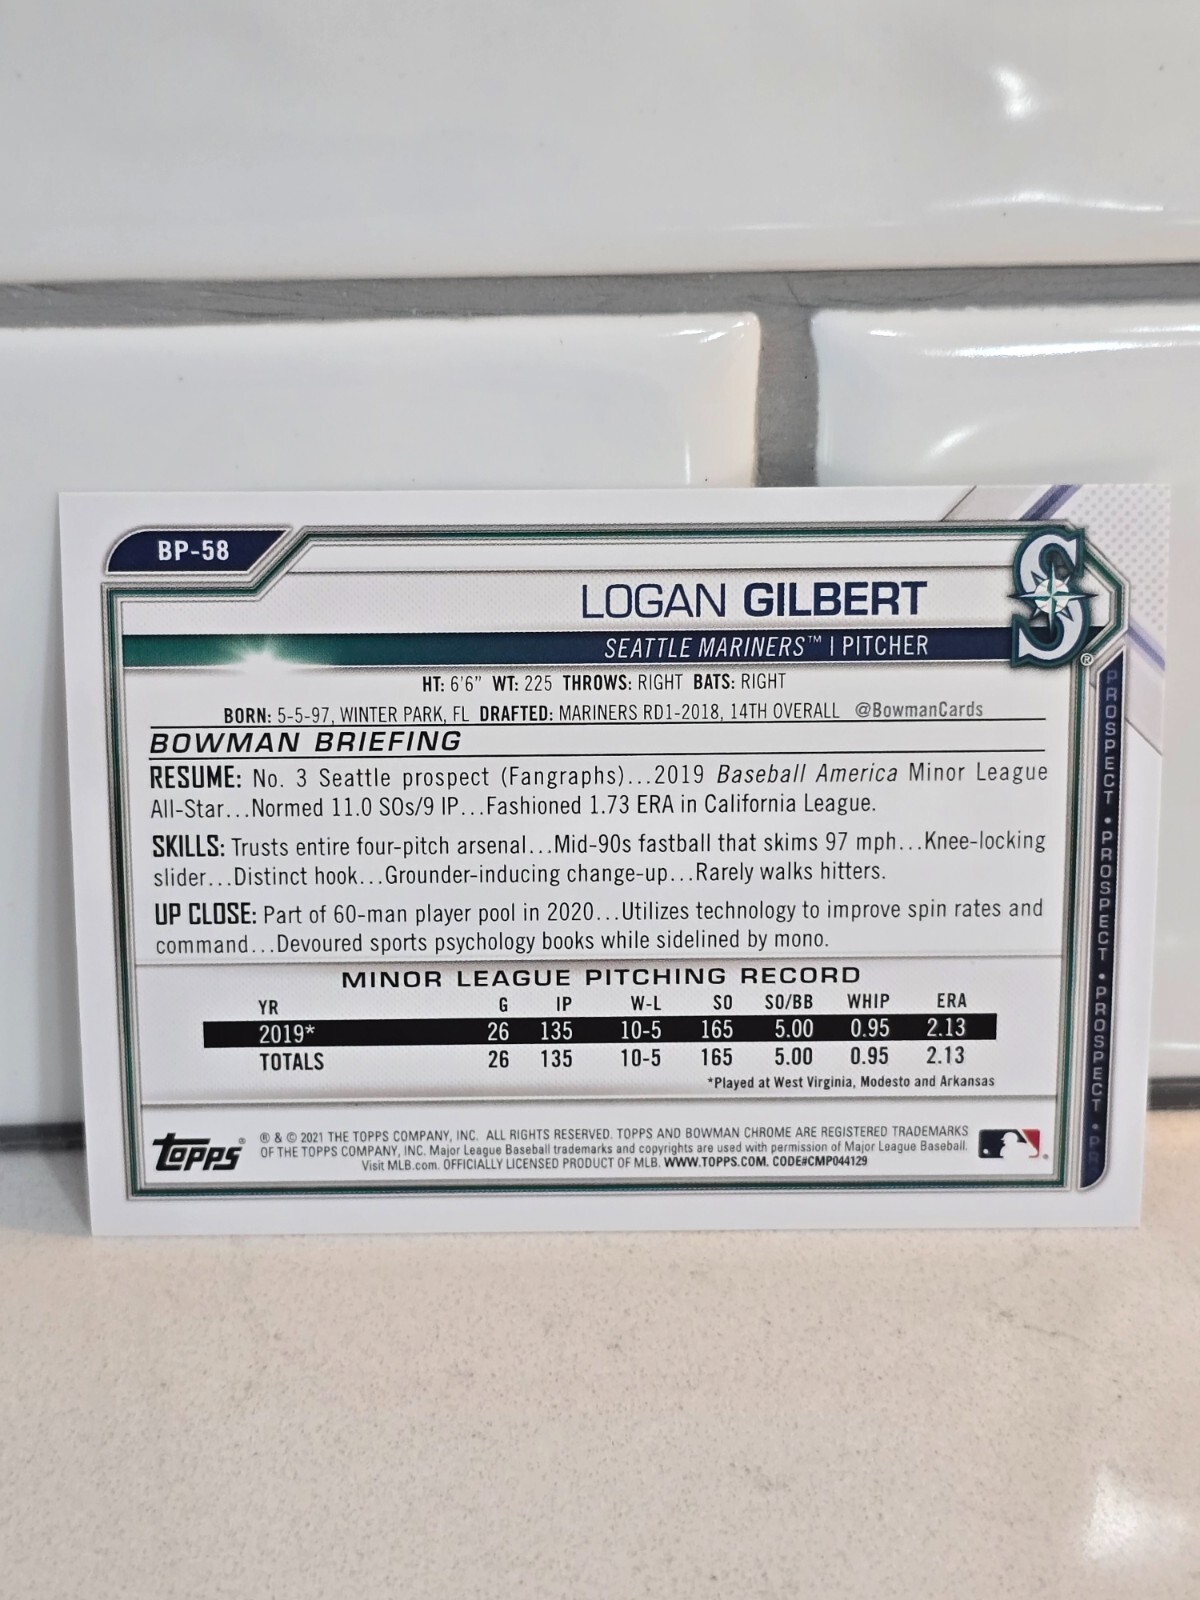 BP-58
LOGAN GILBERT
SEATTLE MARINERS™ | PITCHER
HT: 6'6" WT: 225 THROWS: RIGHT BATS: RIGHT
BORN: 5-5-97, WINTER PARK, FL DRAFTED: MARINERS RD1-2018, 14TH OVERALL @BowmanCards
BOWMAN BRIEFING
RESUME: No. 3 Seattle prospect (Fangraphs)...2019 Baseball America Minor League
All-Star...Normed 11.0 SOs/9 IP...Fashioned 1.73 ERA in California League.
SKILLS: Trusts entire four-pitch arsenal...Mid-90s fastball that skims 97 mph...Knee-locking
slider...Distinct hook...Grounder-inducing change-up...Rarely walks hitters.
UP CLOSE: Part of 60-man player pool in 2020...Utilizes technology to improve spin rates and
command...Devoured sports psychology books while sidelined by mono.
MINOR LEAGUE PITCHING RECORD
YR G IP W-L SO SO/BB WHIP ERA
2019* 26 135 10-5 165 5.00 0.95 2.13
TOTALS 26 135 10-5 165 5.00 0.95 2.13
*Played at West Virginia, Modesto and Arkansas
topps®
® & © 2021 THE TOPPS COMPANY, INC. ALL RIGHTS RESERVED. TOPPS AND BOWMAN CHROME ARE REGISTERED TRADEMARKS
OF THE TOPPS COMPANY, INC. Major League Baseball trademarks and copyrights are used with permission of Major League Baseball.
Visit MLB.com. OFFICIALLY LICENSED PRODUCT OF MLB. WWW.TOPPS.COM. CODE#CMP044129
S®
PROSPECT • PROSPECT • PROSPECT • PR